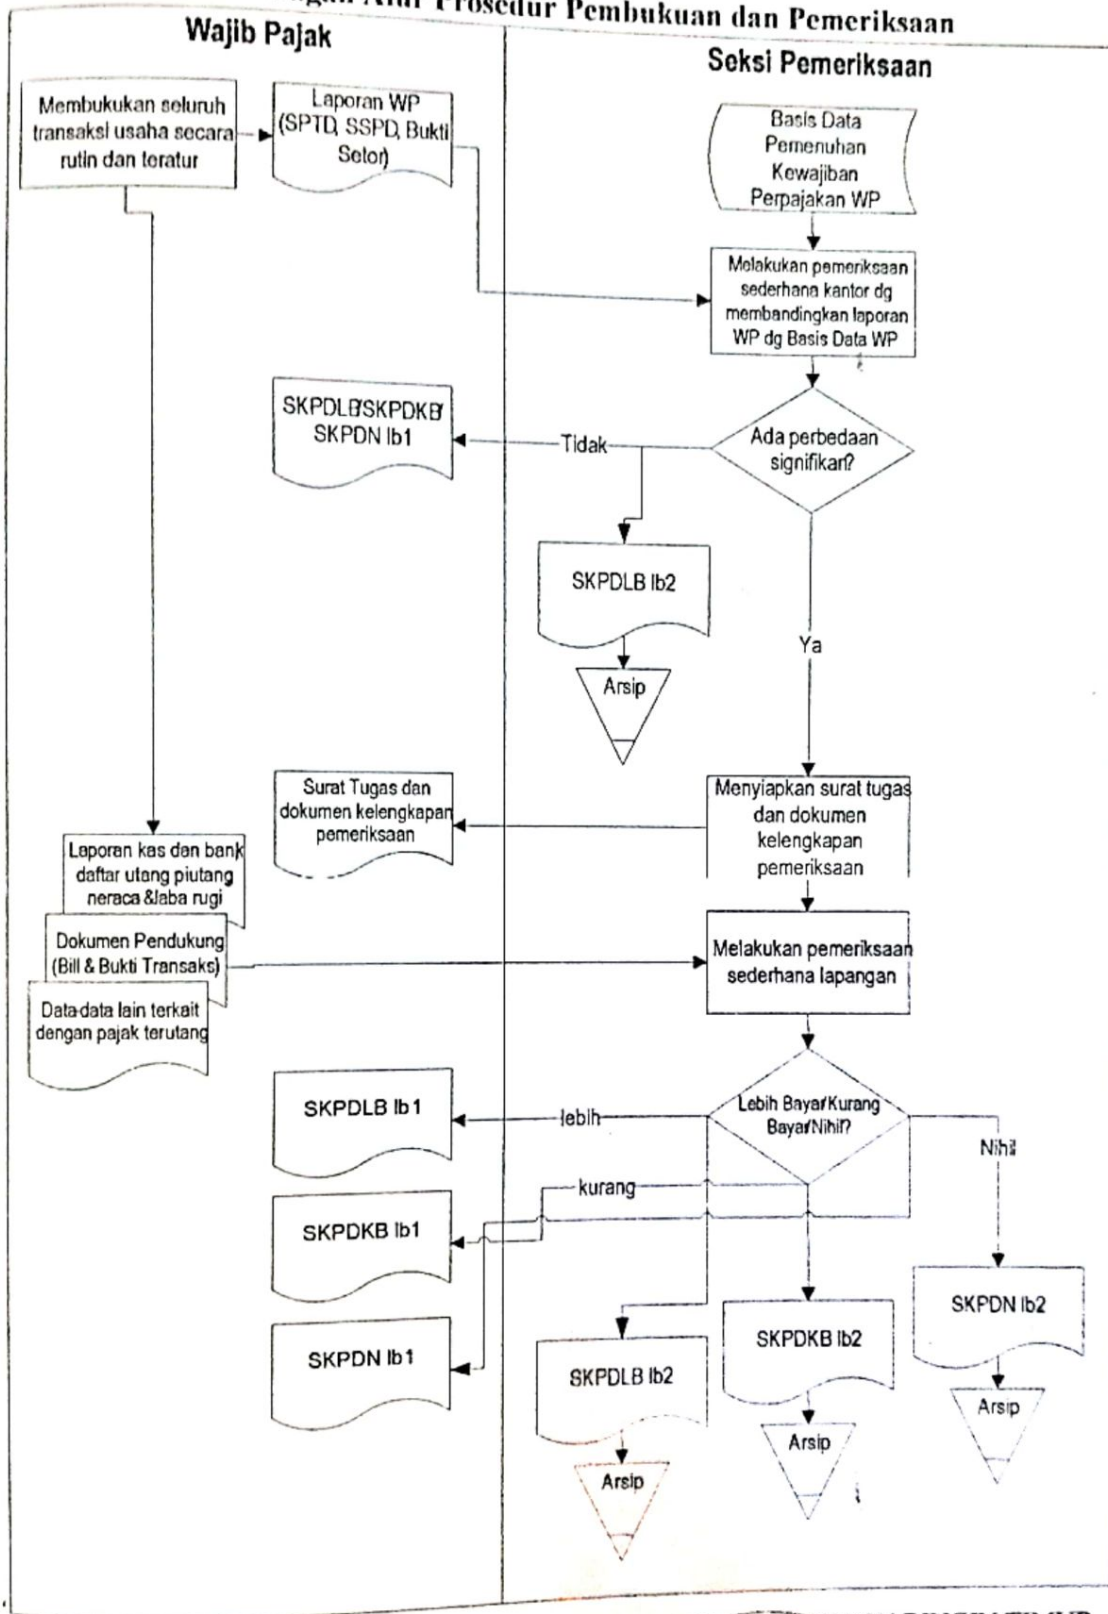 Alur Prosedur Pembukuan dan Pemeriksaan
Wajib Pajak
Seksi Pemeriksaan
Membukukan seluruh
transaksi usaha secara
rutin dan teratur
Laporan WP
(SPTD, SSPD, Bukti
Setor)
Basis Data
Pemenuhan
Kewajiban
Perpajakan WP
Melakukan pemeriksaan
sederhana kantor dg
membandingkan laporan
WP dg Basis Data WP
Ada perbedaan
signifikan?
Tidak
SKPDLB/SKPDKB/
SKPDN lb1
SKPDLB lb2
Arsip
Ya
Menyiapkan surat tugas
dan dokumen
kelengkapan
pemeriksaan
Surat Tugas dan
dokumen kelengkapan
pemeriksaan
Laporan kas dan bank
daftar utang piutang
neraca &laba rugi
Dokumen Pendukung
(Bill & Bukti Transaks)
Data-data lain terkait
dengan pajak terutang
Melakukan pemeriksaan
sederhana lapangan
Lebih Bayar/Kurang
Bayar/Nihil?
lebih
SKPDLB lb1
kurang
SKPDKB lb1
Nihil
SKPDN lb1
SKPDLB lb2
Arsip
SKPDKB lb2
Arsip
SKPDN lb2
Arsip